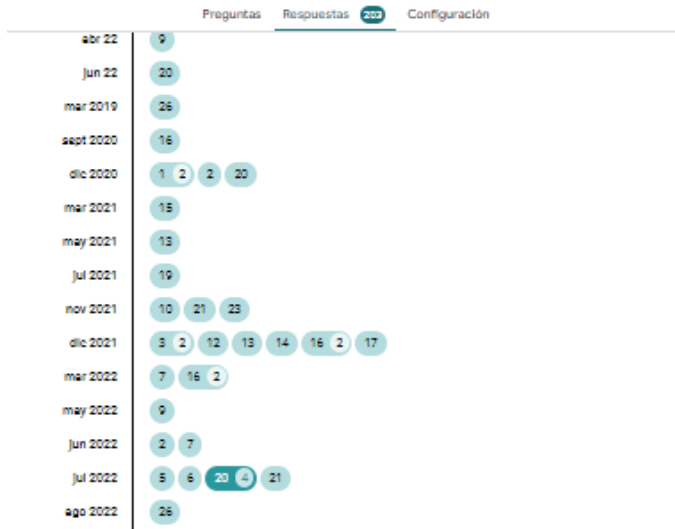 Preguntas Respuestas 203 Configuración
abr 22 9
jun 22 20
mar 2019 26
sept 2020 16
dic 2020 1 2 2 20
mar 2021 15
may 2021 13
jul 2021 19
nov 2021 10 21 23
dic 2021 3 2 12 13 14 16 2 17
mar 2022 7 16 2
may 2022 9
jun 2022 2 7
jul 2022 5 6 20 4 21
ago 2022 26